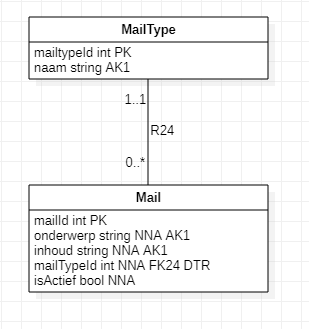 MailType
mailtypeId int PK
naam string AK1
1..1
R24
0..*
Mail
mailId int PK
onderwerp string NNA AK1
inhoud string NNA AK1
mailTypeId int NNA FK24 DTR
isActief bool NNA